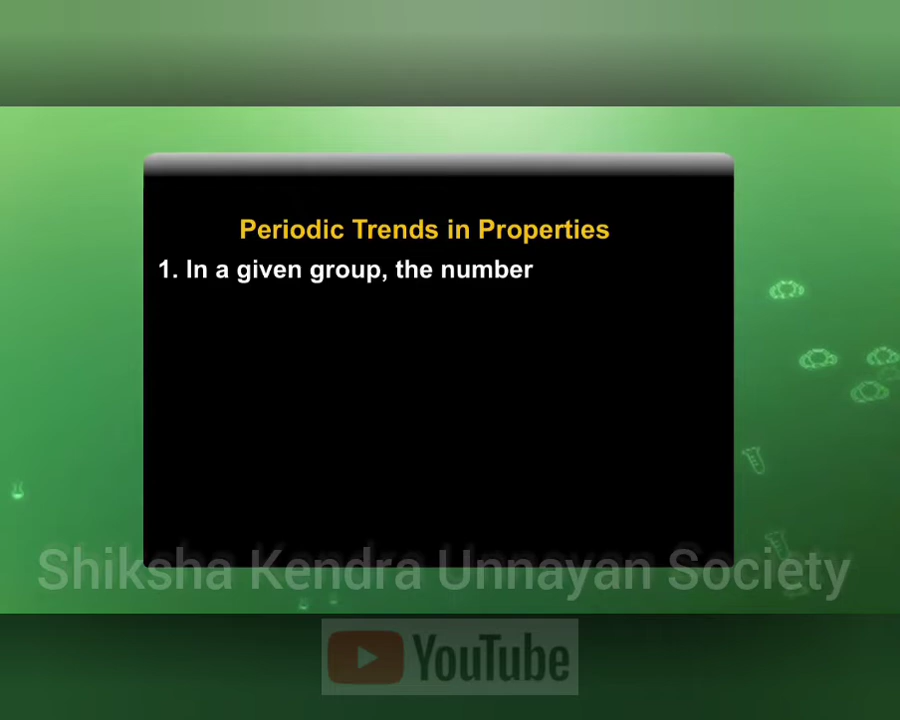 Periodic Trends in Properties
1. In a given group, the number
Shiksha Kendra Unnayan Society
YouTube